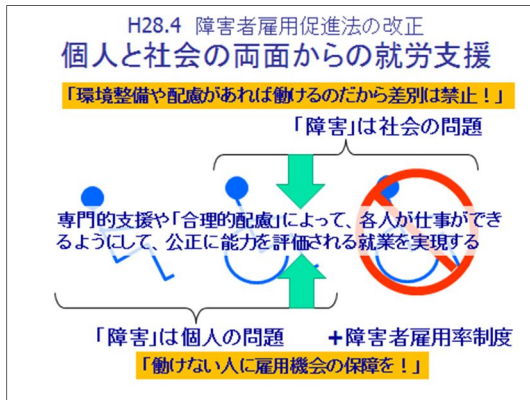 H28.4 障害者雇用促進法の改正
個人と社会の両面からの就労支援
「環境整備や配慮があれば働けるのだから差別は禁止！」
「障害」は社会の問題
専門的支援や「合理的配慮」によって、各人が仕事ができ
るようにして、公正に能力を評価される就業を実現する
「障害」は個人の問題
＋障害者雇用率制度
「働けない人に雇用機会の保障を！」